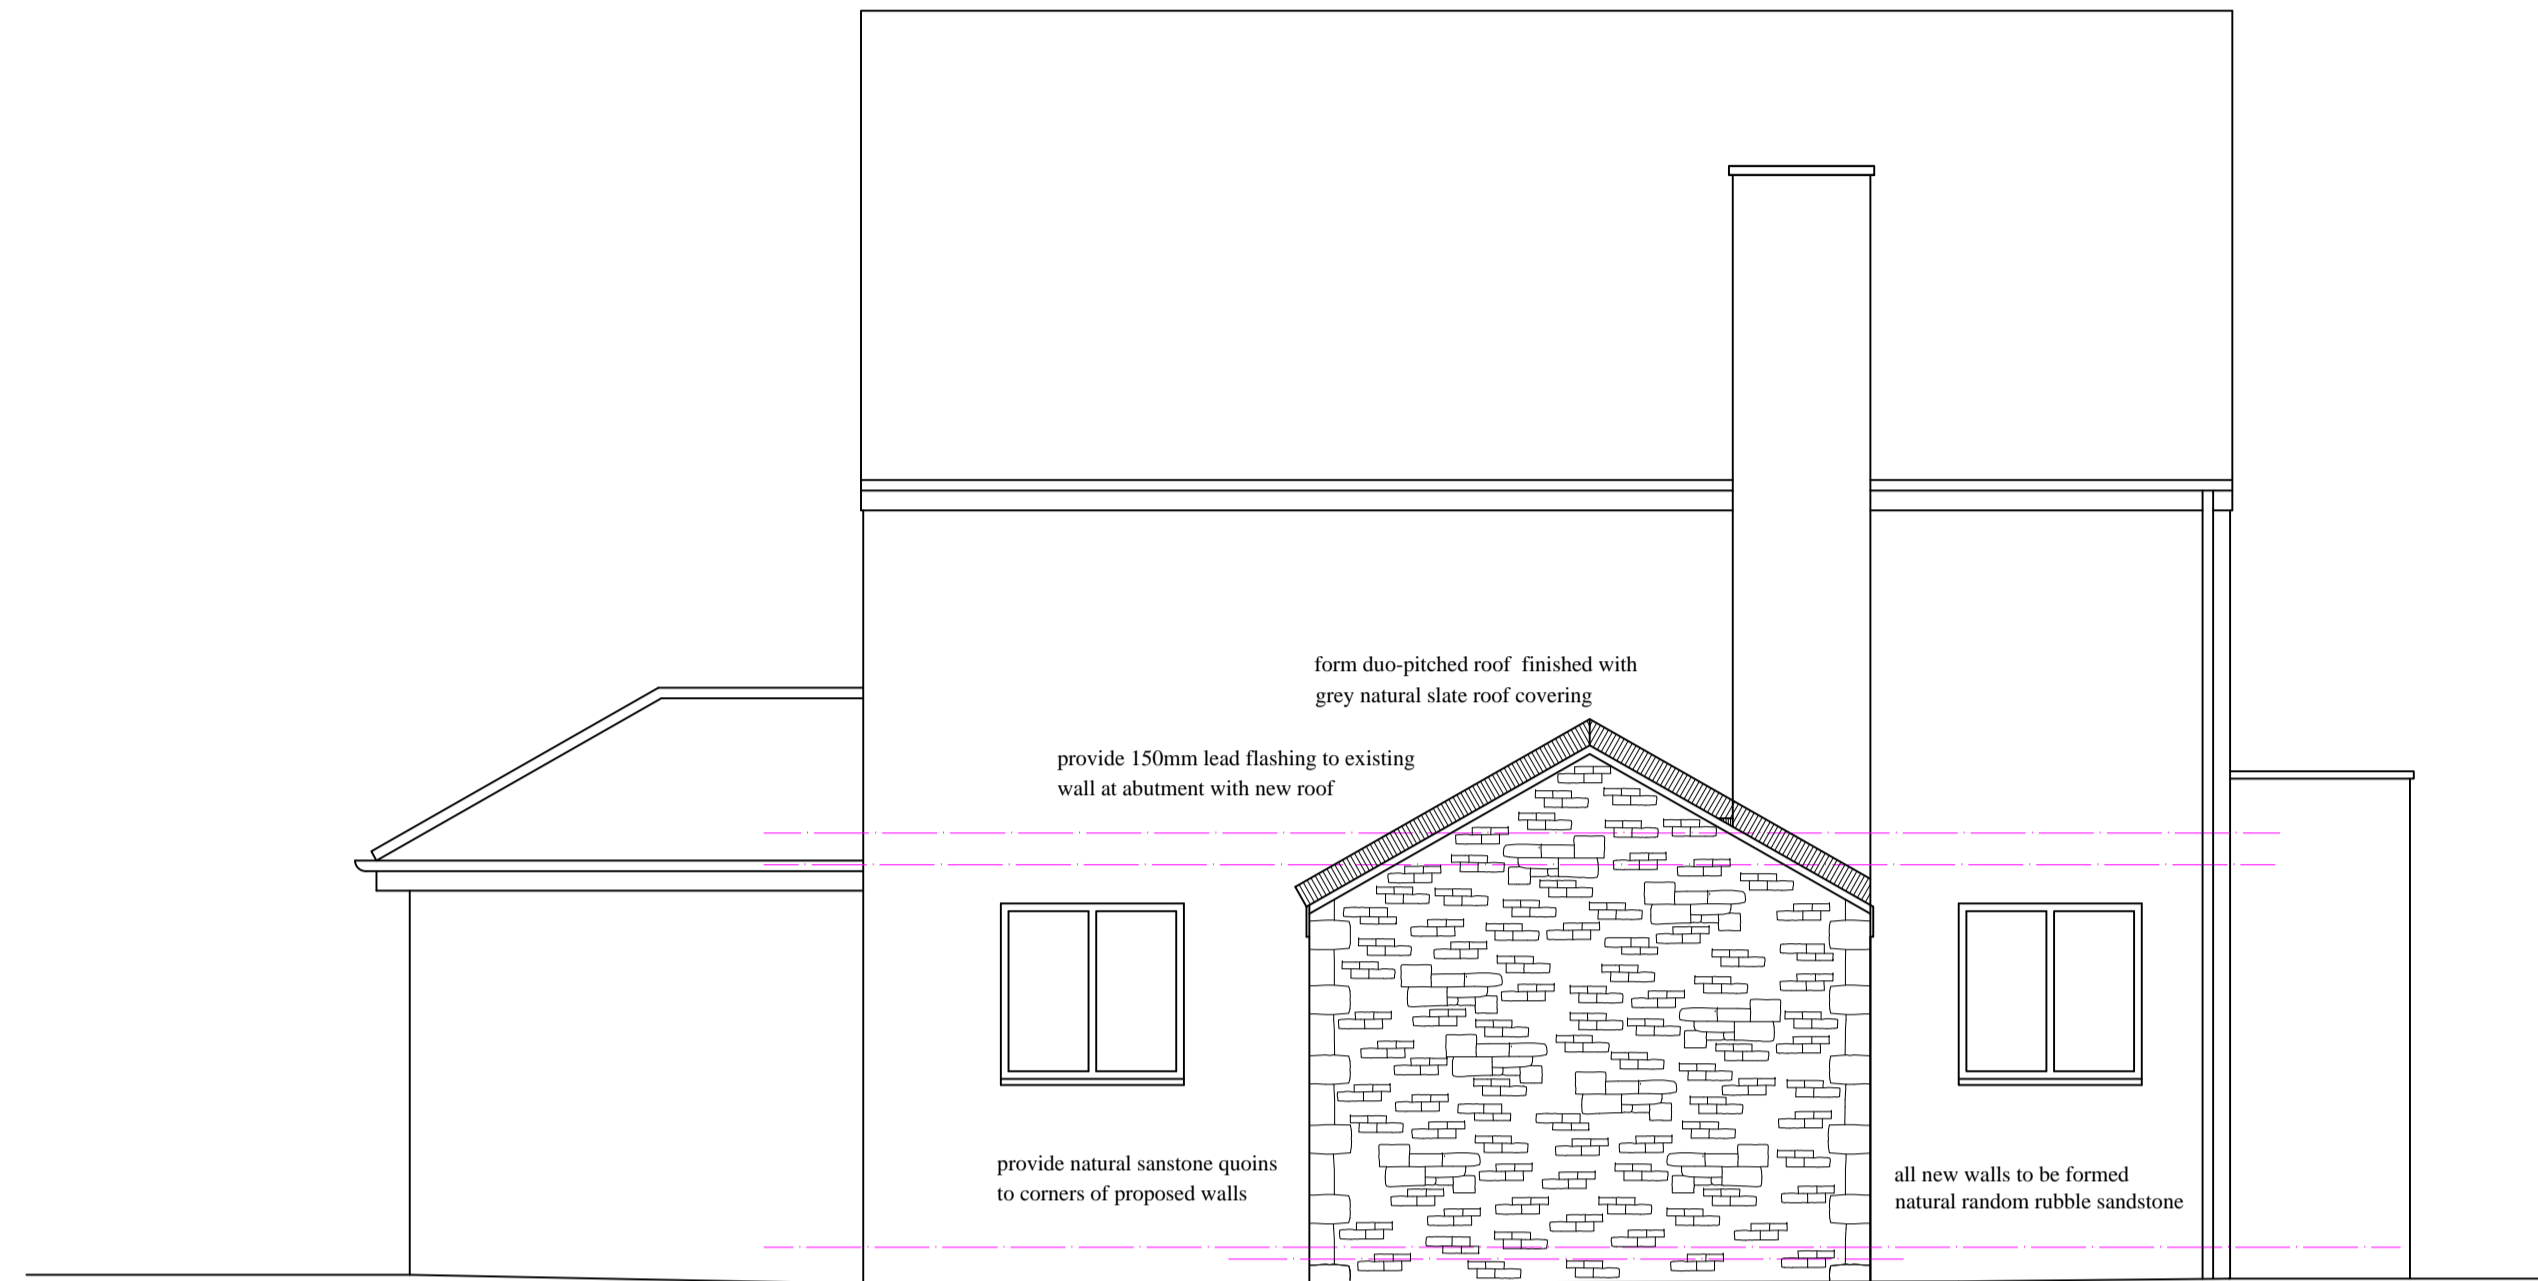 form duo-pitched roof  finished with
grey natural slate roof covering
provide 150mm lead flashing to existing
wall at abutment with new roof
provide natural sanstone quoins
to corners of proposed walls
all new walls to be formed
natural random rubble sandstone